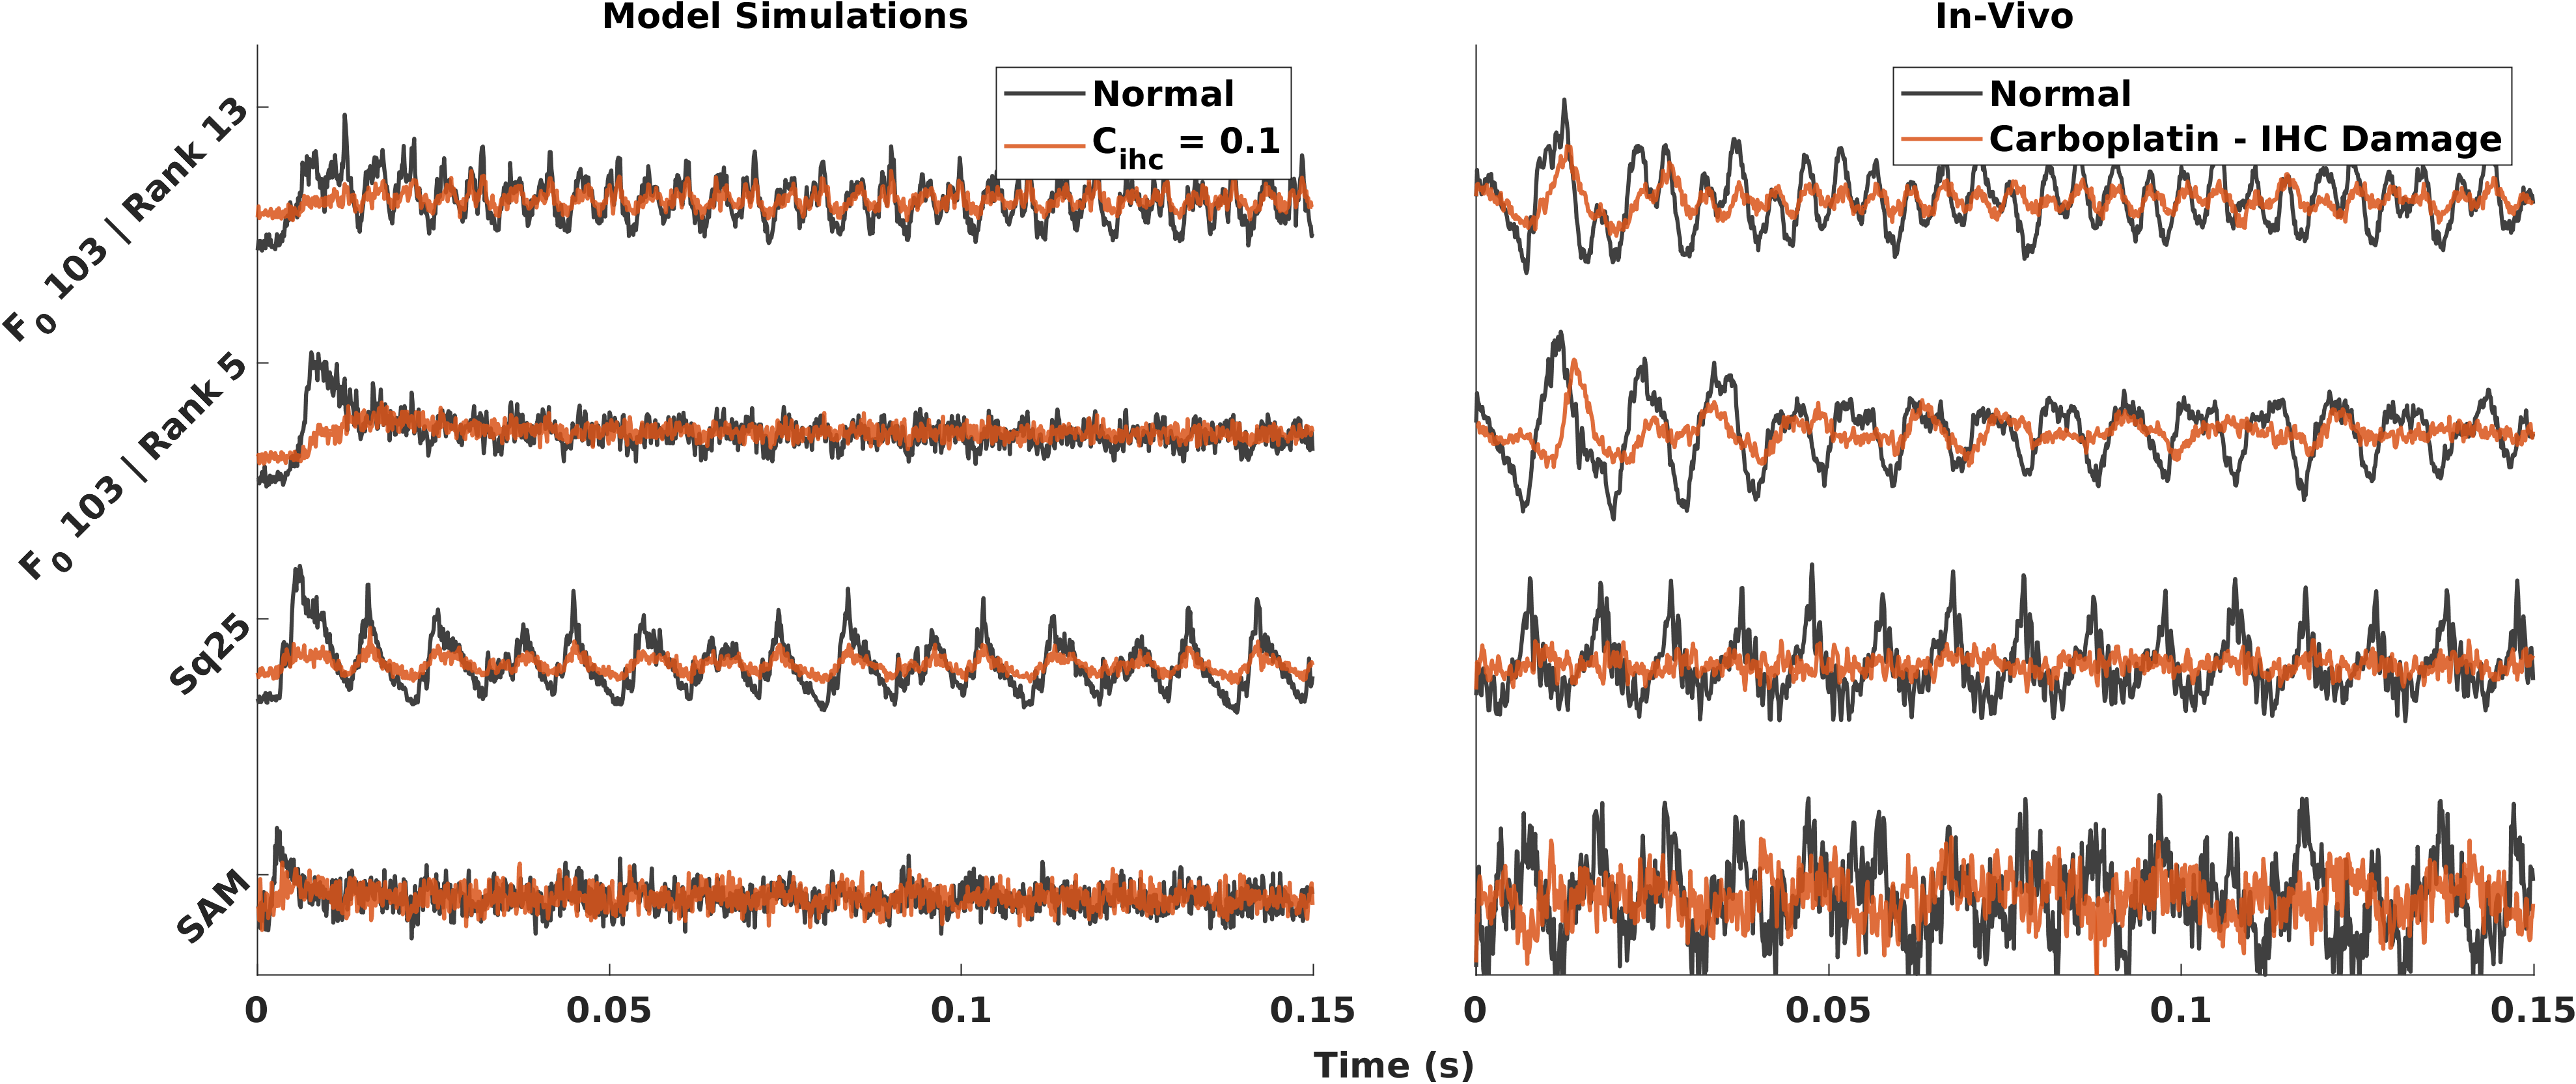 Model Simulations
In-Vivo
Normal
C_ihc = 0.1
Normal
Carboplatin - IHC Damage
F_0 103 | Rank 13
F_0 103 | Rank 5
Sq25
SAM
0 0.05 0.1 0.15
0 0.05 0.1 0.15
Time (s)